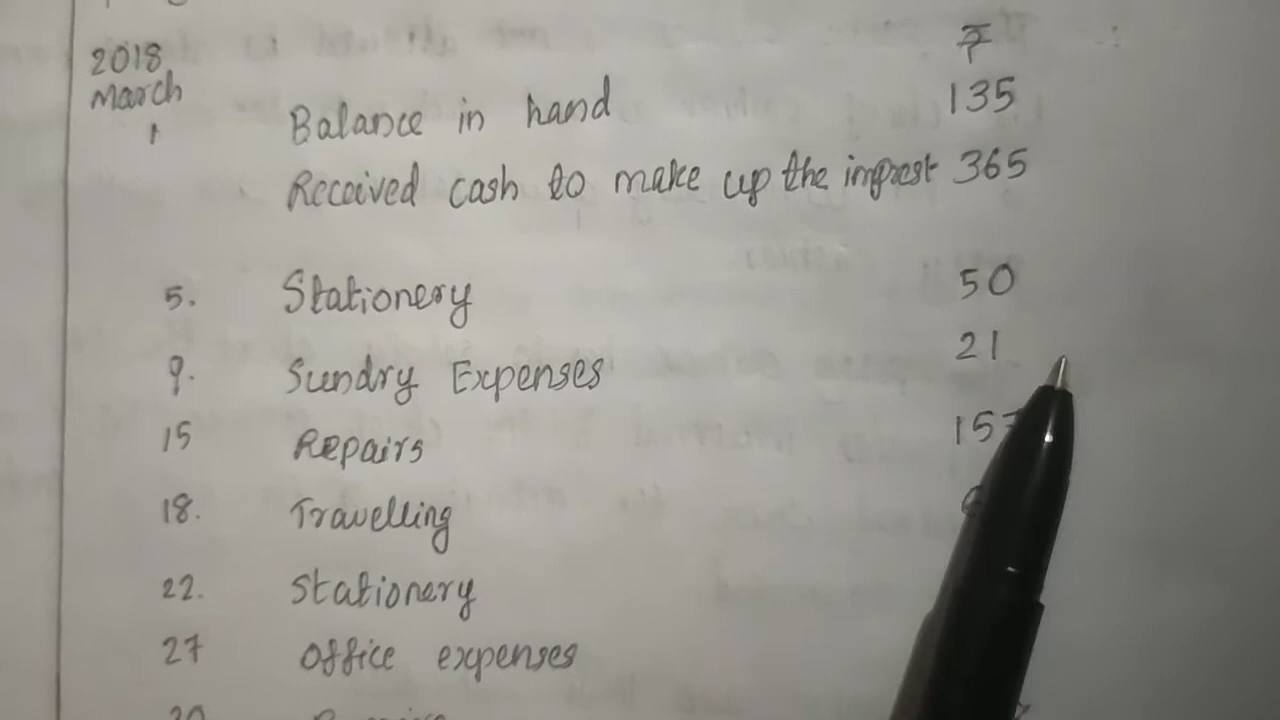 2018
March ₹
1 Balance in hand 135
Received cash to make up the imprest 365
5. Stationery 50
9. Sundry Expenses 21
15 Repairs
18. Travelling
22. Stationery
27 Office expenses